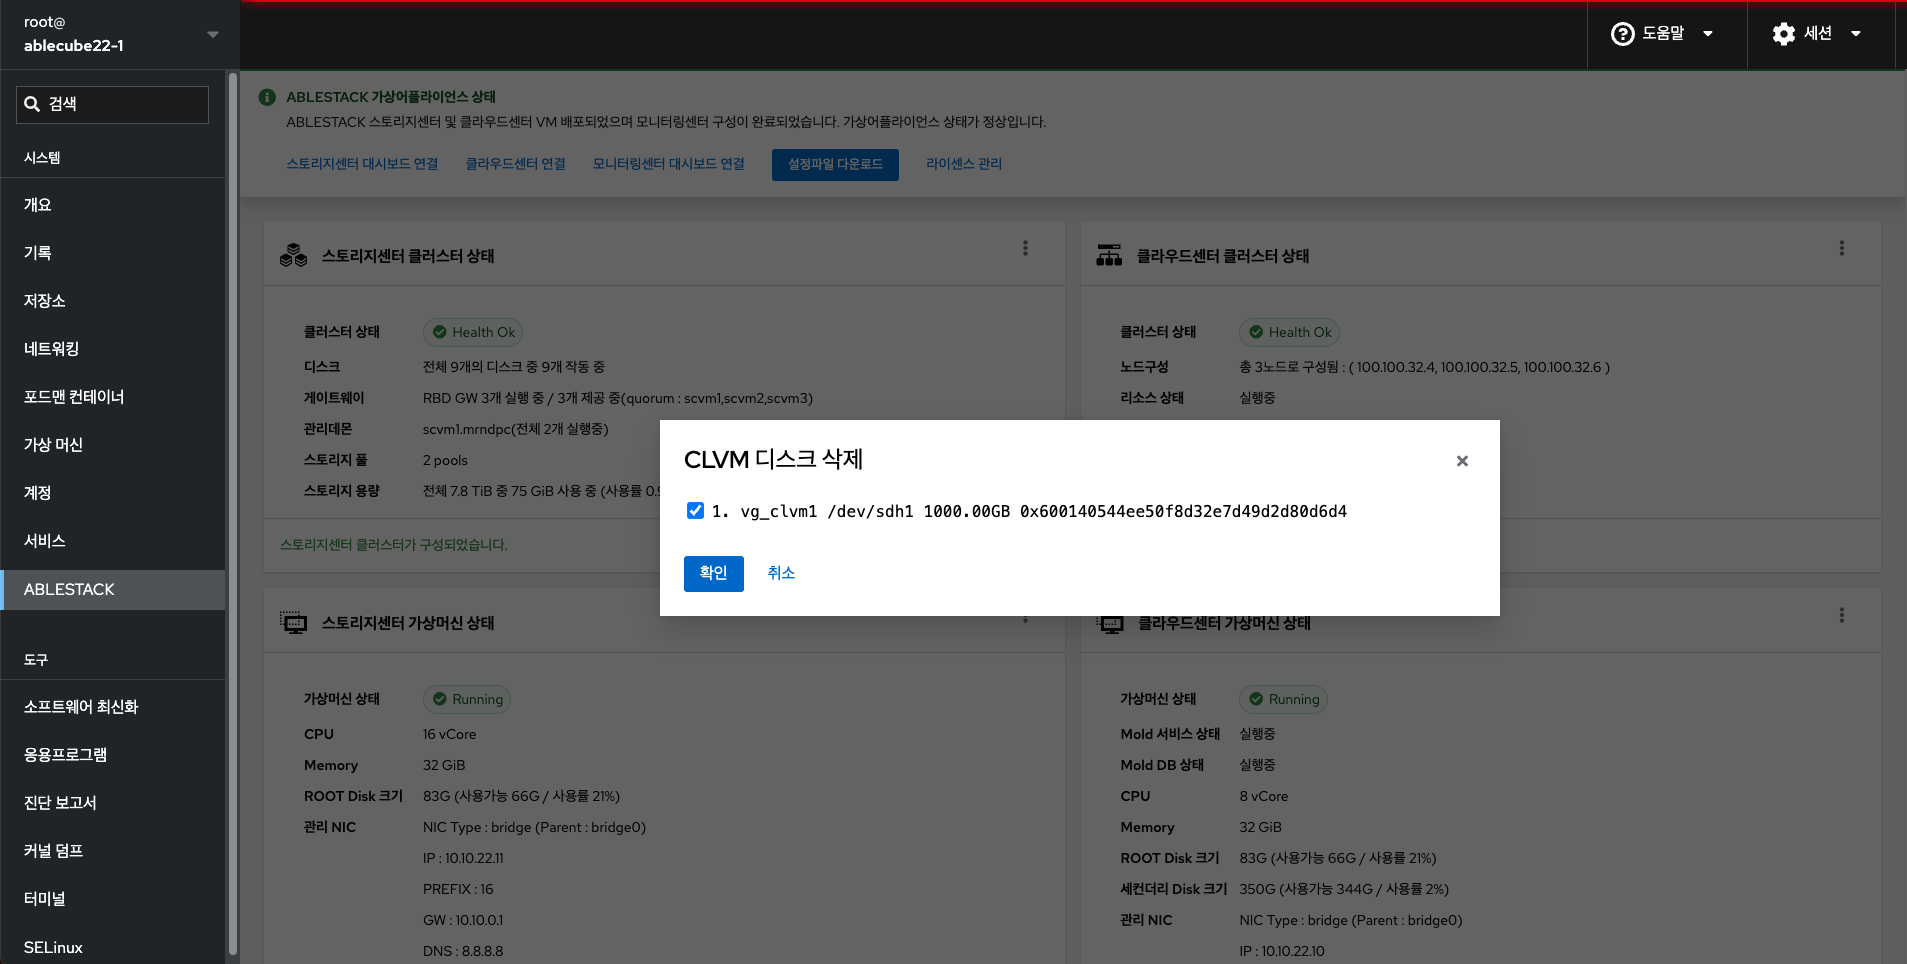 root@
ablecube22-1
도움말
세션
검색
시스템
개요
기록
저장소
네트워킹
포드맨 컨테이너
가상 머신
계정
서비스
ABLESTACK
도구
소프트웨어 최신화
응용프로그램
진단 보고서
커널 덤프
터미널
SELinux
ABLESTACK 가상어플라이언스 상태
ABLESTACK 스토리지센터 및 클라우드센터 VM 배포되었으며 모니터링센터 구성이 완료되었습니다. 가상어플라이언스 상태가 정상입니다.
스토리지센터 대시보드 연결 클라우드센터 연결 모니터링센터 대시보드 연결 설정파일 다운로드 라이센스 관리
스토리지센터 클러스터 상태
클러스터 상태 Health Ok
디스크 전체 9개의 디스크 중 9개 작동 중
게이트웨이 RBD GW 3개 실행 중 / 3개 제공 중(quorum : scvm1,scvm2,scvm3)
관리데몬 scvm1.mrndpc(전체 2개 실행중)
스토리지 풀 2 pools
스토리지 용량 전체 7.8 TiB 중 75 GiB 사용 중 (사용률 0.9
스토리지센터 클러스터가 구성되었습니다.
클라우드센터 클러스터 상태
클러스터 상태 Health Ok
노드구성 총 3노드로 구성됨 : ( 100.100.32.4, 100.100.32.5, 100.100.32.6 )
리소스 상태 실행중
CLVM 디스크 삭제
1. vg_clvm1 /dev/sdh1 1000.00GB 0x600140544ee50f8d32e7d49d2d80d6d4
확인 취소
스토리지센터 가상머신 상태
가상머신 상태 Running
CPU 16 vCore
Memory 32 GiB
ROOT Disk 크기 83G (사용가능 66G / 사용률 21%)
관리 NIC NIC Type : bridge (Parent : bridge0)
IP : 10.10.22.11
PREFIX : 16
GW : 10.10.0.1
DNS : 8.8.8.8
클라우드센터 가상머신 상태
가상머신 상태 Running
Mold 서비스 상태 실행중
Mold DB 상태 실행중
CPU 8 vCore
Memory 32 GiB
ROOT Disk 크기 83G (사용가능 66G / 사용률 21%)
세컨더리 Disk 크기 350G (사용가능 344G / 사용률 2%)
관리 NIC NIC Type : bridge (Parent : bridge0)
IP : 10.10.22.10